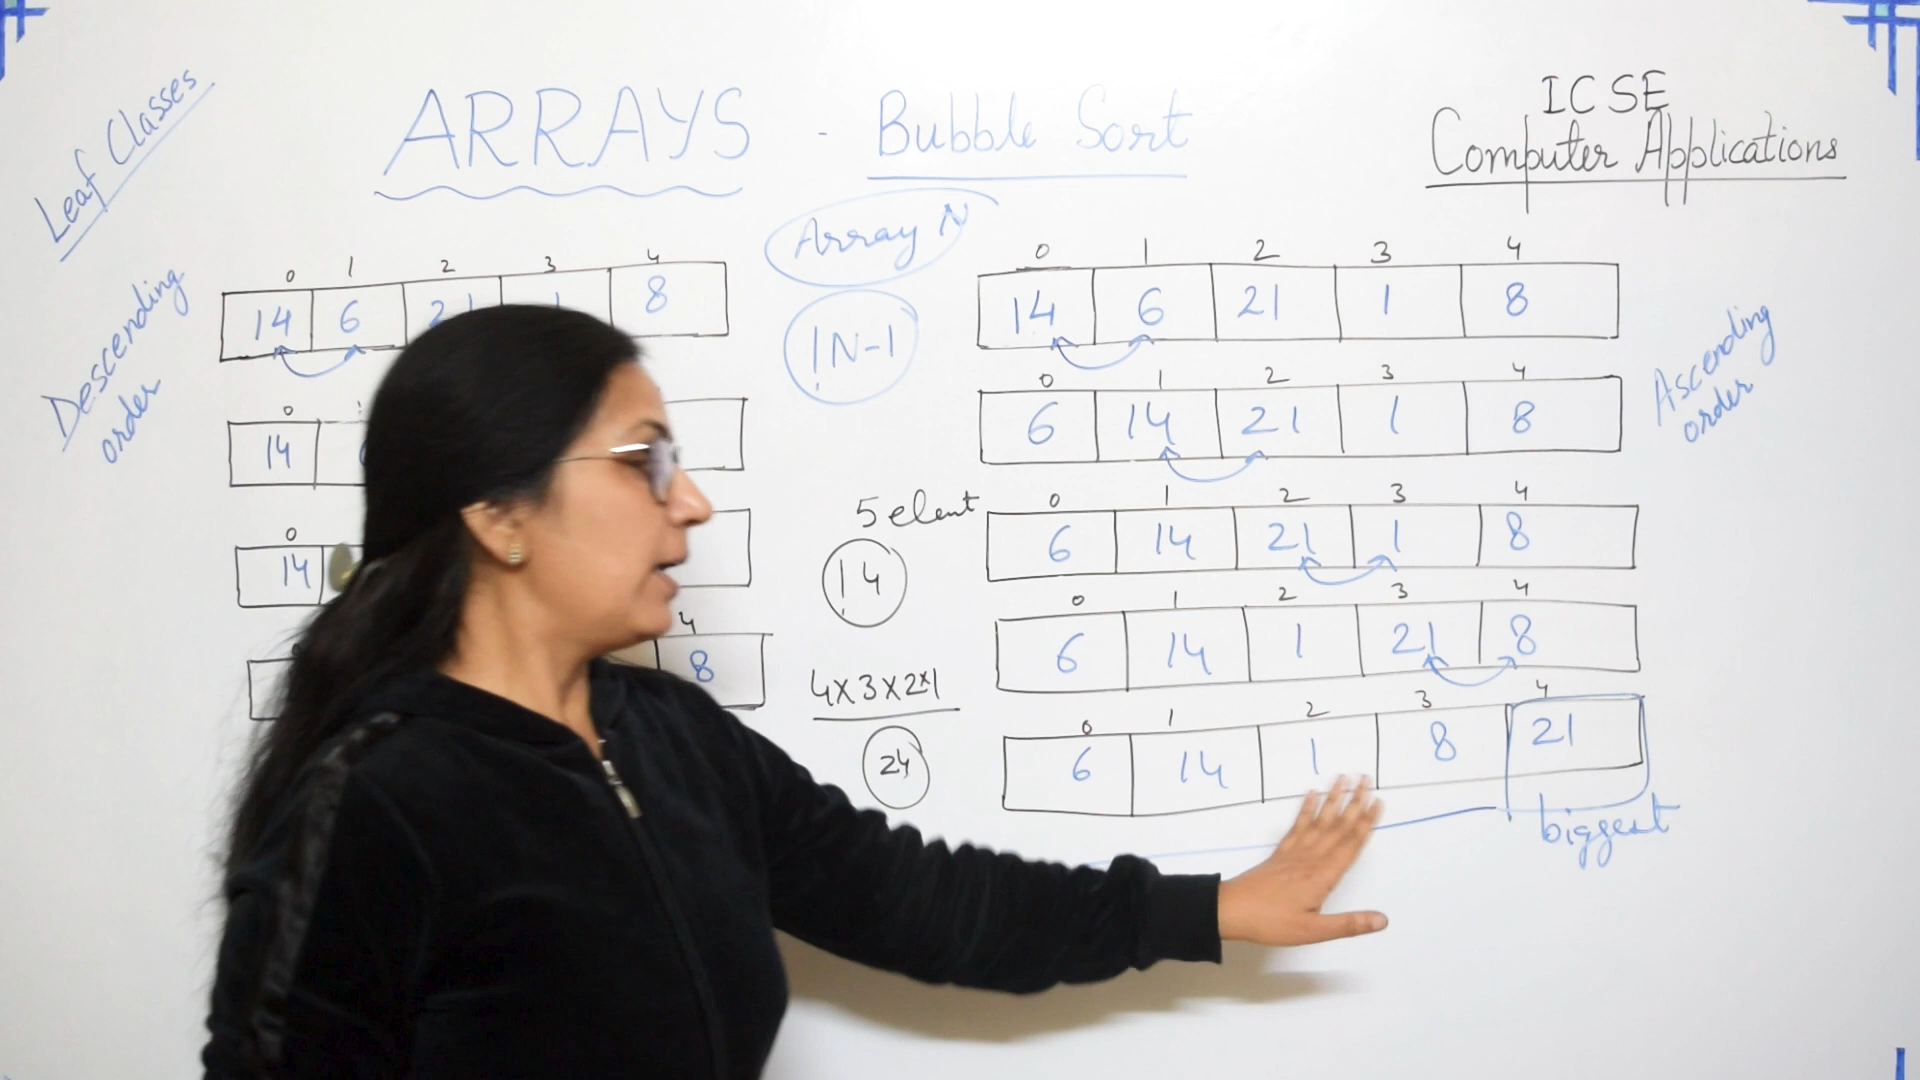 Leaf Classes
ARRAYS - Bubble Sort
ICSE
Computer Applications
Descending
order
0 1 2 3 4
14 6 8
0
14
0
14
4
8
Array N
!N-1
5 elent
!4
4x3x2x1
24
0 1 2 3 4
14 6 21 1 8
0 1 2 3 4
6 14 21 1 8
0 1 2 3 4
6 14 21 1 8
0 1 2 3 4
6 14 1 21 8
0 1 2 3 4
6 14 1 8 21
biggest
Ascending
order